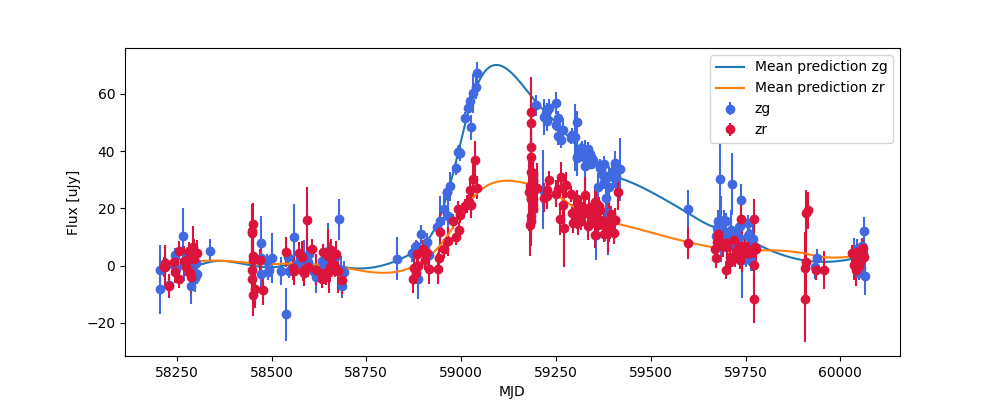 Mean prediction zg
Mean prediction zr
zg
zr
60
40
20
0
−20
Flux [uJy]
58250 58500 58750 59000 59250 59500 59750 60000
MJD